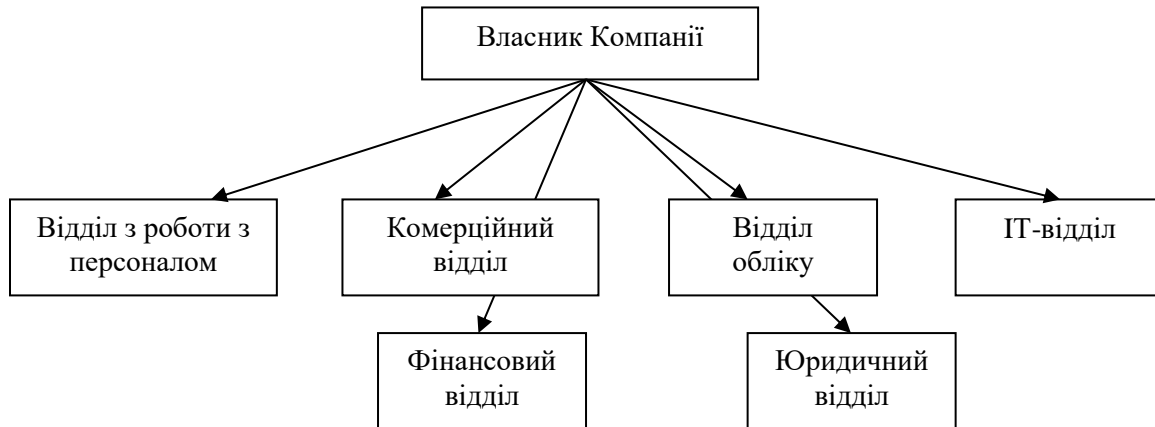 Власник Компанії
Відділ з роботи з
персоналом
Комерційний
відділ
Відділ
обліку
ІТ-відділ
Фінансовий
відділ
Юридичний
відділ